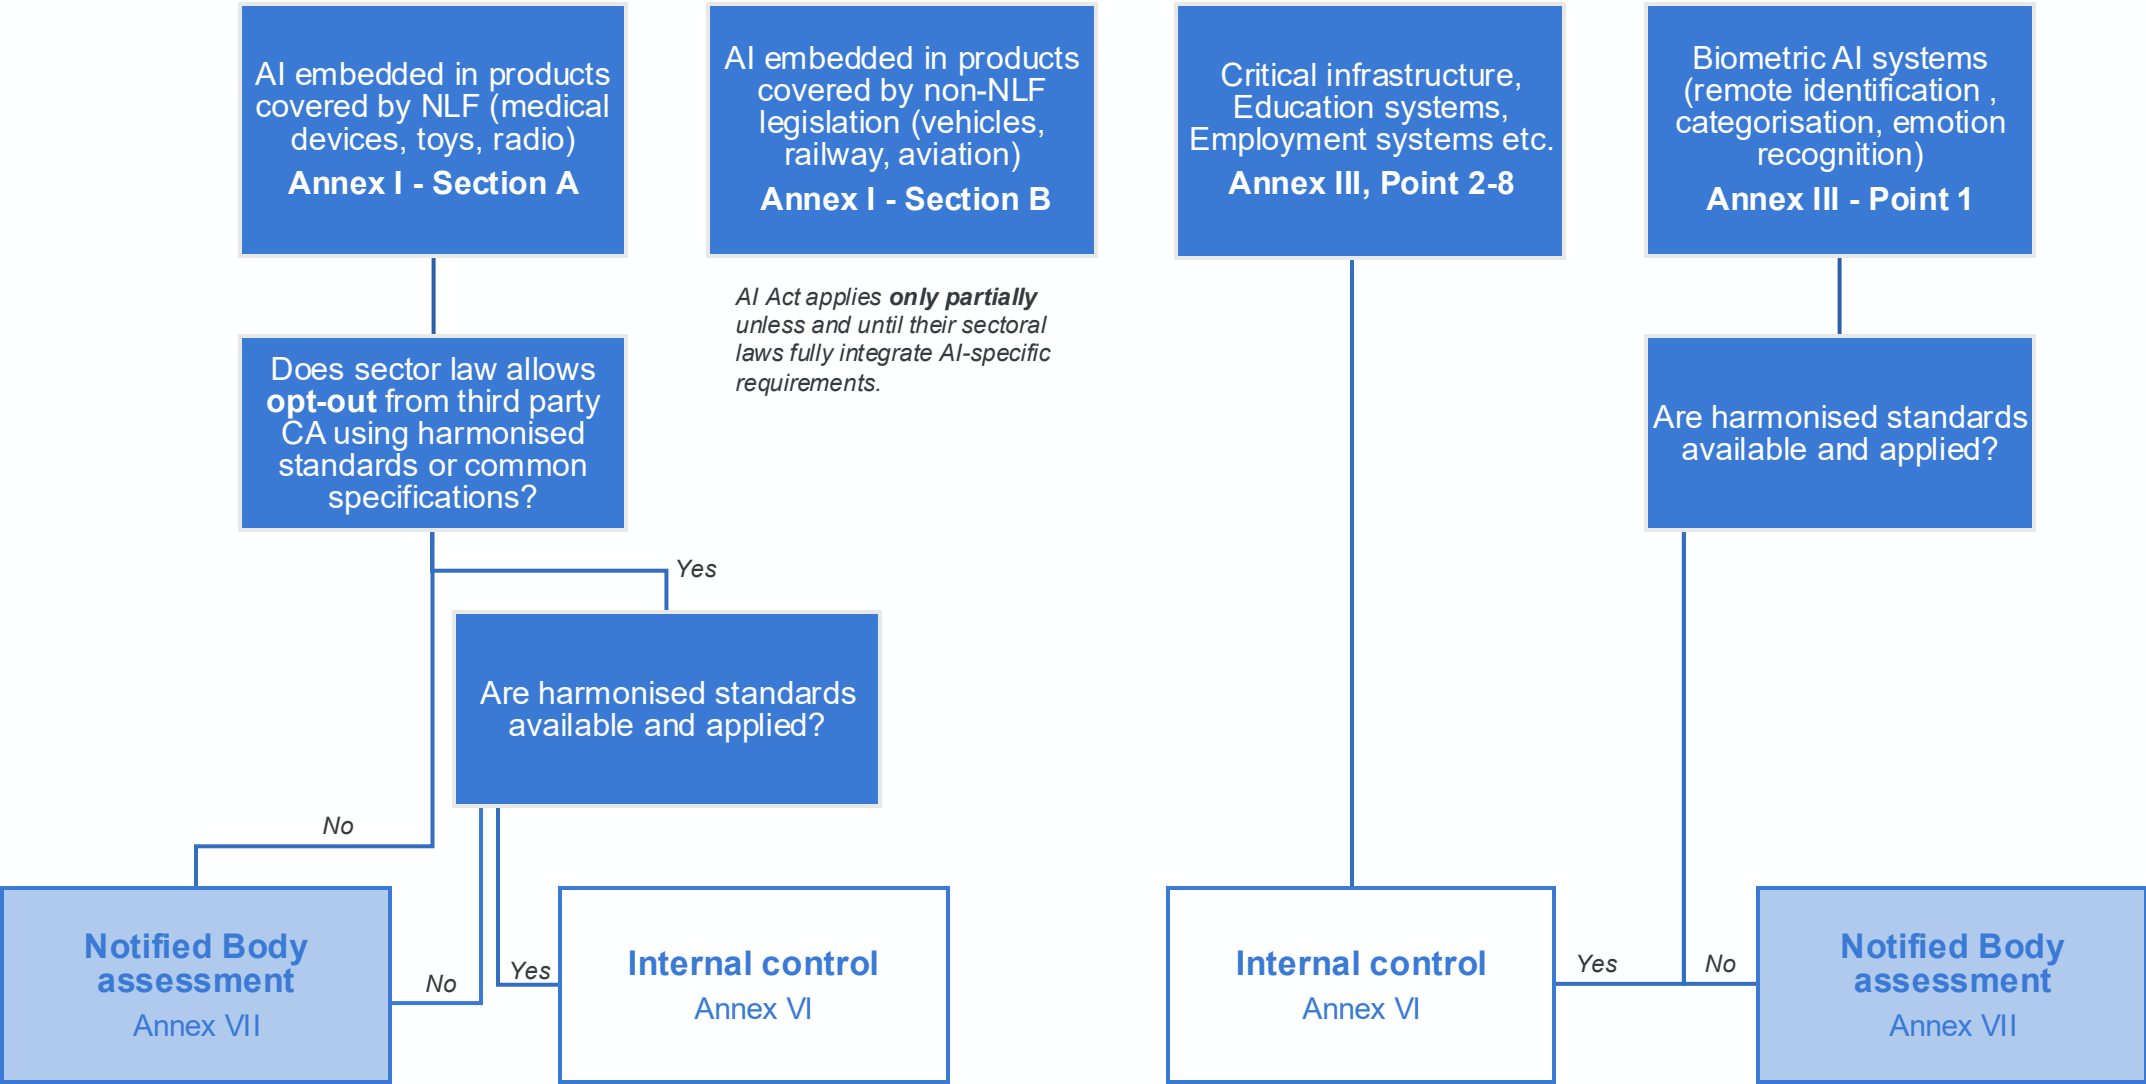 AI embedded in products
covered by NLF (medical
devices, toys, radio)
Annex I - Section A
AI embedded in products
covered by non-NLF
legislation (vehicles,
railway, aviation)
Annex I - Section B
Critical infrastructure,
Education systems,
Employment systems etc.
Annex III, Point 2-8
Biometric AI systems
(remote identification ,
categorisation, emotion
recognition)
Annex III - Point 1
AI Act applies only partially
unless and until their sectoral
laws fully integrate AI-specific
requirements.
Does sector law allows
opt-out from third party
CA using harmonised
standards or common
specifications?
Are harmonised standards
available and applied?
Yes
Are harmonised standards
available and applied?
No
Notified Body
assessment
Annex VII
No
Yes
Internal control
Annex VI
Internal control
Annex VI
Yes
No
Notified Body
assessment
Annex VII